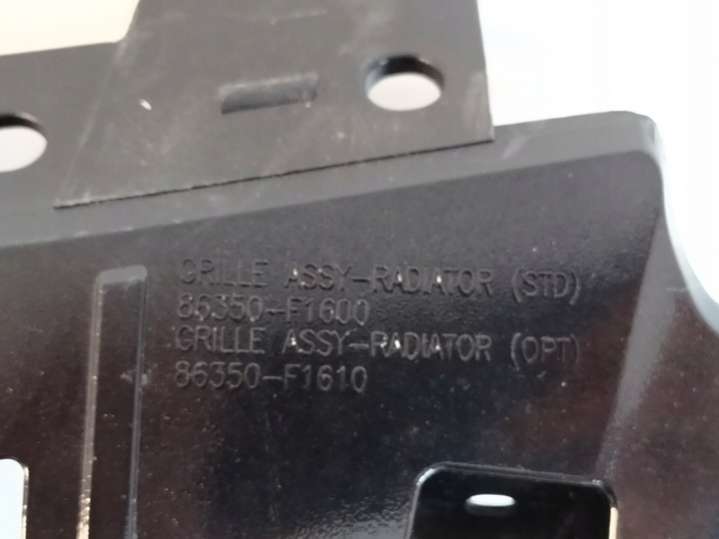 GRILLE ASSY-RADIATOR (STD)
86350-F1600
GRILLE ASSY-RADIATOR (OPT)
86350-F1610